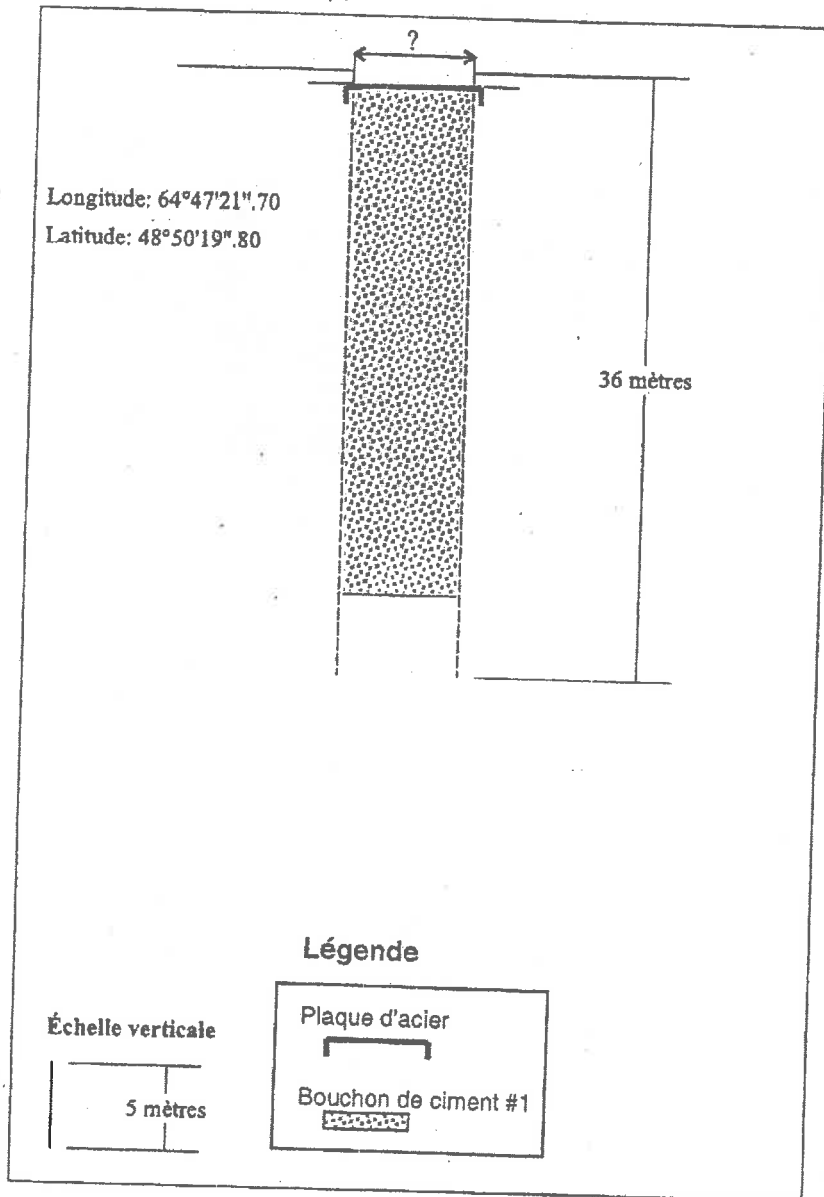 ?
Longitude: 64°47'21".70
Latitude: 48°50'19".80
36 mètres
Légende
Plaque d'acier
Bouchon de ciment #1
Échelle verticale
5 mètres